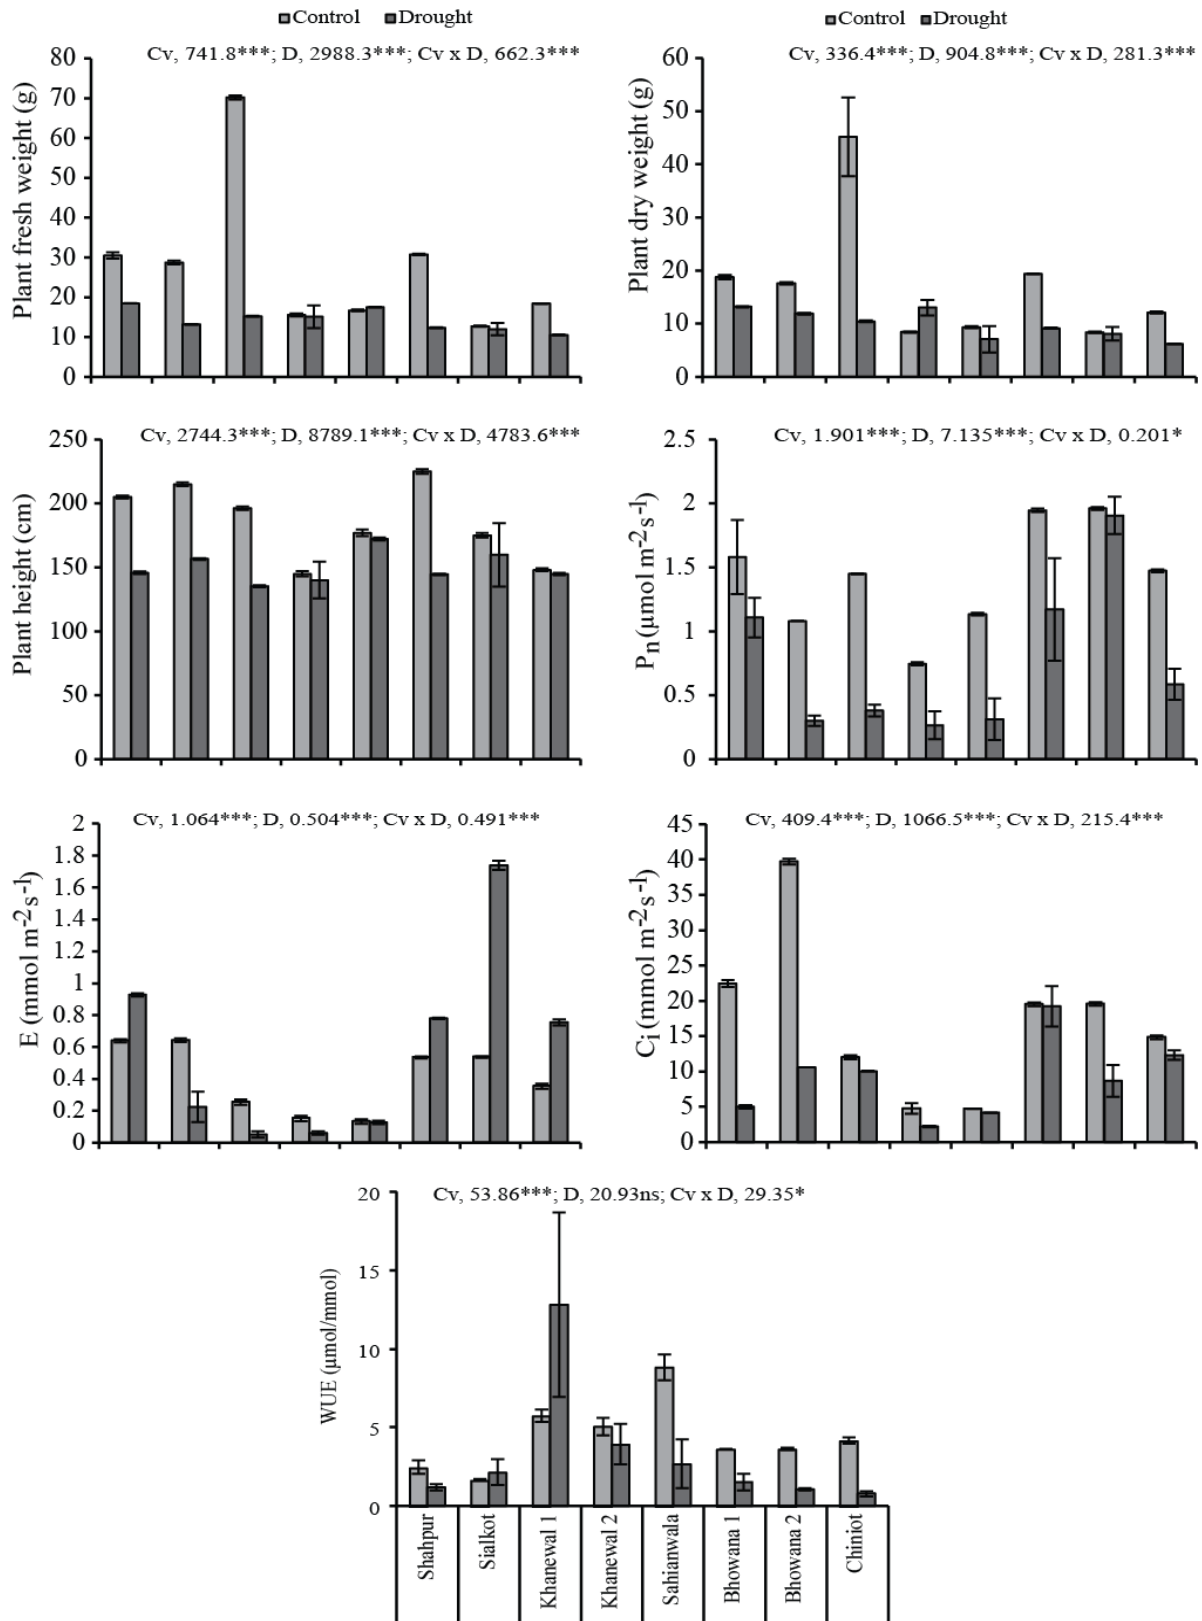 Control Drought
Control Drought
Cv, 741.8***; D, 2988.3***; Cv x D, 662.3***
Plant fresh weight (g)
80
70
60
50
40
30
20
10
0
Cv, 336.4***; D, 904.8***; Cv x D, 281.3***
Plant dry weight (g)
60
50
40
30
20
10
0
Cv, 2744.3***; D, 8789.1***; Cv x D, 4783.6***
Plant height (cm)
250
200
150
100
50
0
Cv, 1.901***; D, 7.135***; Cv x D, 0.201*
Pn (µmol m-2s-1)
2.5
2
1.5
1
0.5
0
Cv, 1.064***; D, 0.504***; Cv x D, 0.491***
E (mmol m-2s-1)
2
1.8
1.6
1.4
1.2
1
0.8
0.6
0.4
0.2
0
Cv, 409.4***; D, 1066.5***; Cv x D, 215.4***
Ci (mmol m-2s-1)
45
40
35
30
25
20
15
10
5
0
Cv, 53.86***; D, 20.93ns; Cv x D, 29.35*
WUE (µmol/mmol)
20
15
10
5
0
Shahpur
Sialkot
Khanewal 1
Khanewal 2
Sahianwala
Bhowana 1
Bhowana 2
Chiniot